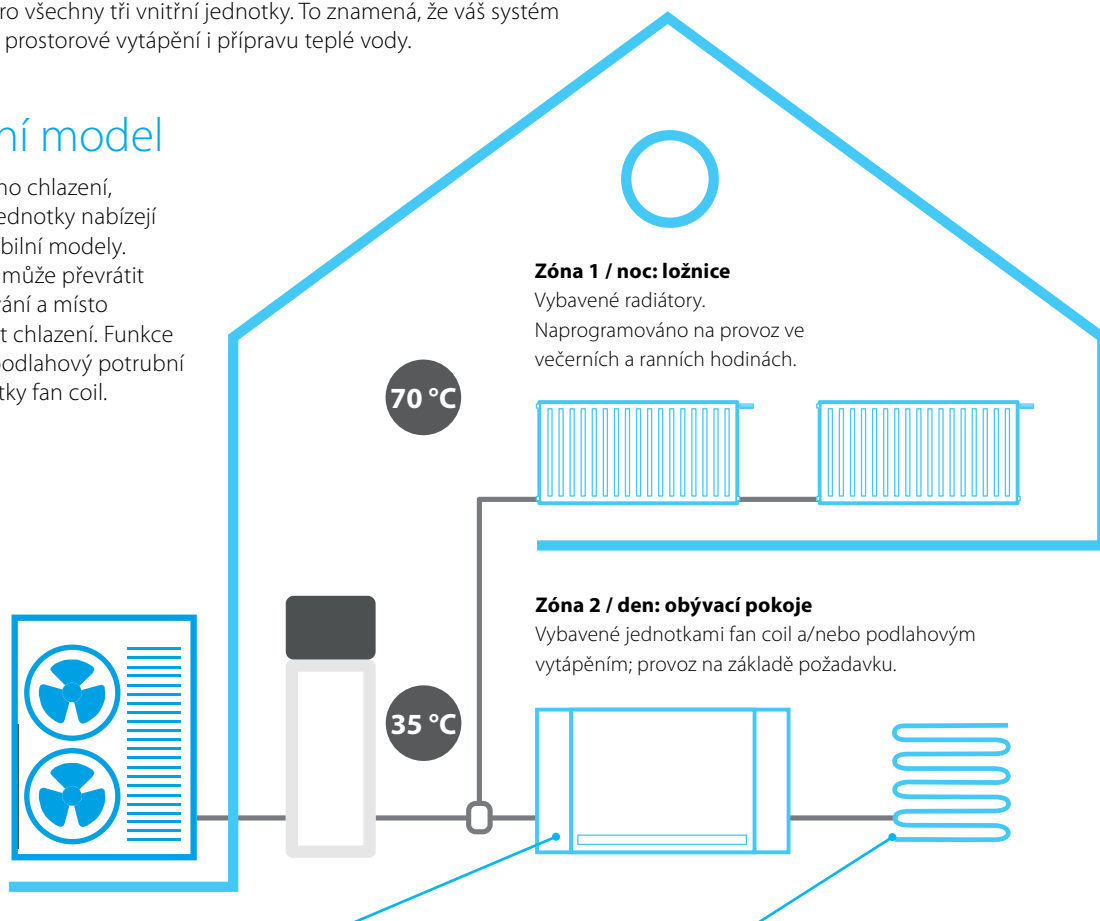 ro všechny tři vnitřní jednotky. To znamená, že váš systém
prostorové vytápění i přípravu teplé vody.
ní model
ho chlazení,
ednotky nabízejí
bilní modely.
může převrátit
vání a místo
t chlazení. Funkce
podlahový potrubní
tky fan coil.
Zóna 1 / noc: ložnice
Vybavené radiátory.
Naprogramováno na provoz ve
večerních a ranních hodinách.
70 °C
Zóna 2 / den: obývací pokoje
Vybavené jednotkami fan coil a/nebo podlahovým
vytápěním; provoz na základě požadavku.
35 °C